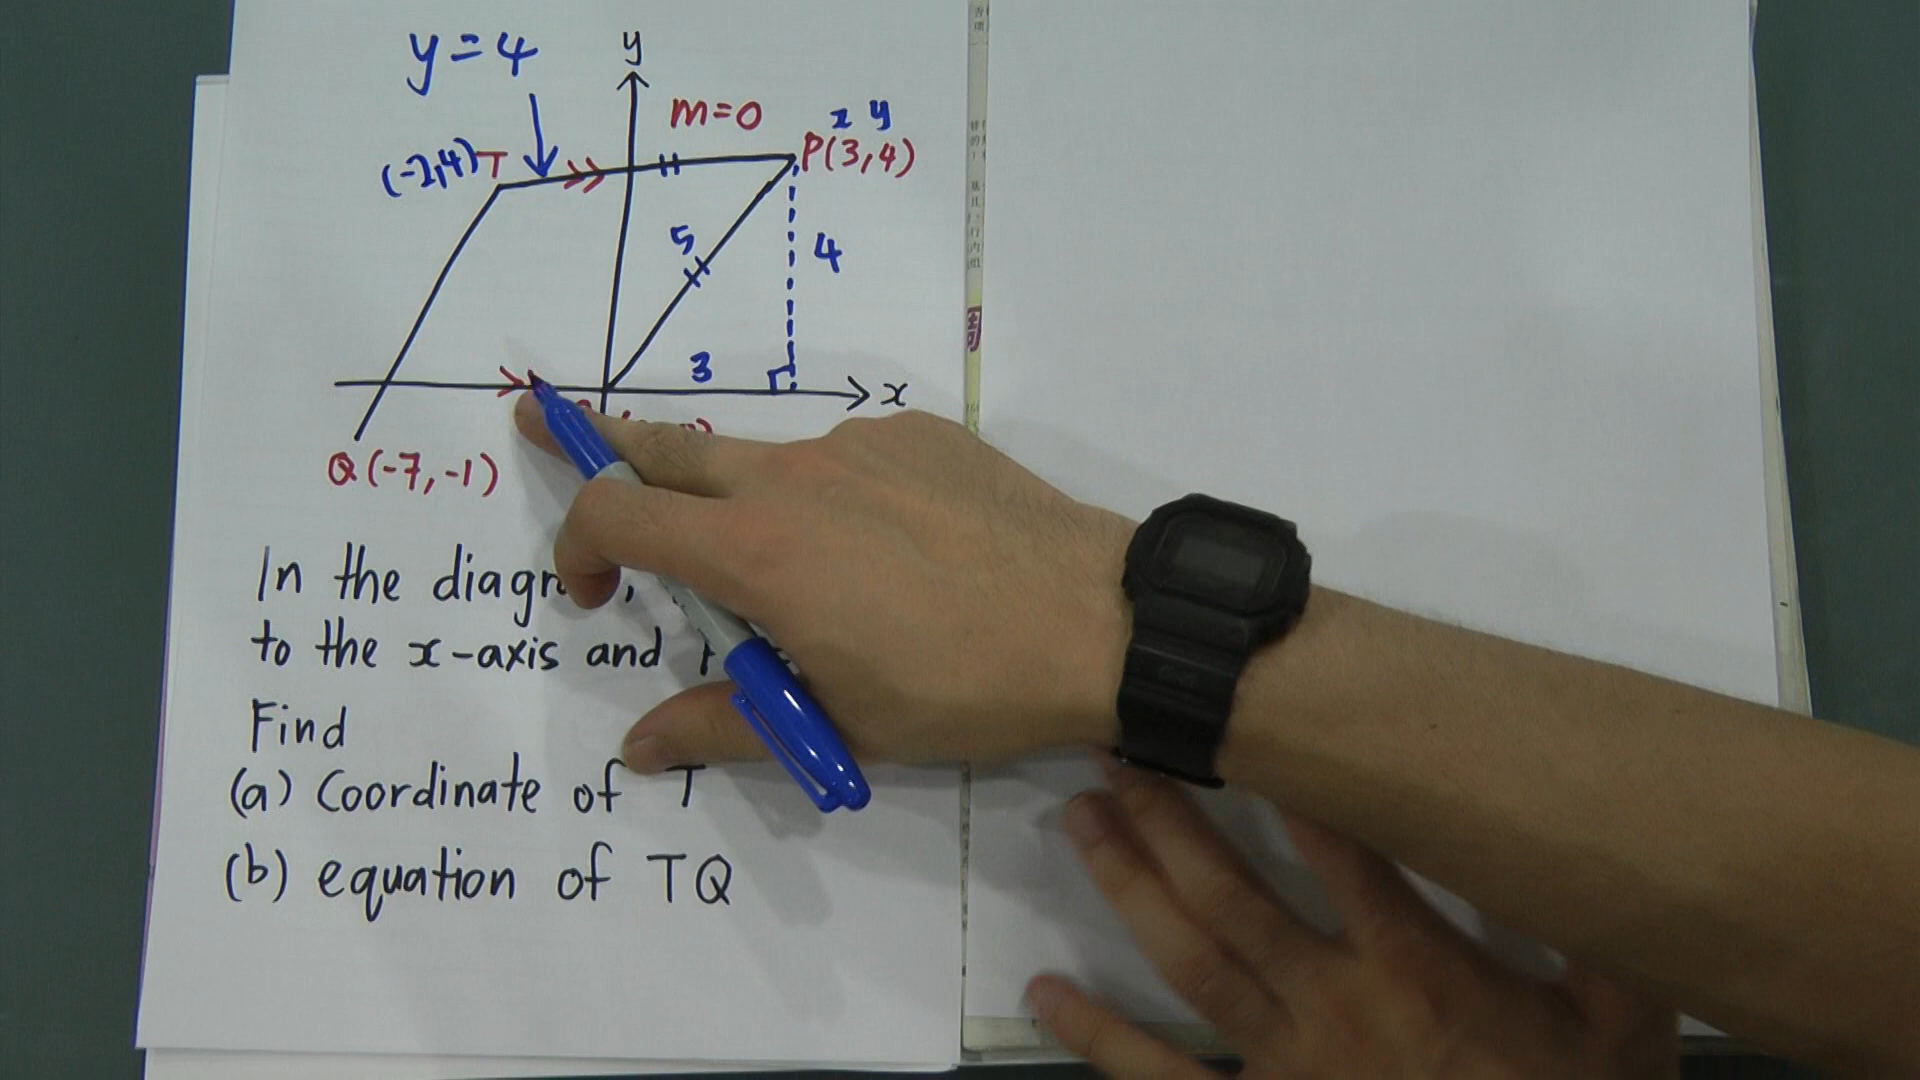 y = 4
y
m=0
x y
(-2,4) T
P(3,4)
5
4
3
x
Q(-7,-1)
In the
to the x-axis and
Find
(a) Coordinate of T
(b) equation of TQ